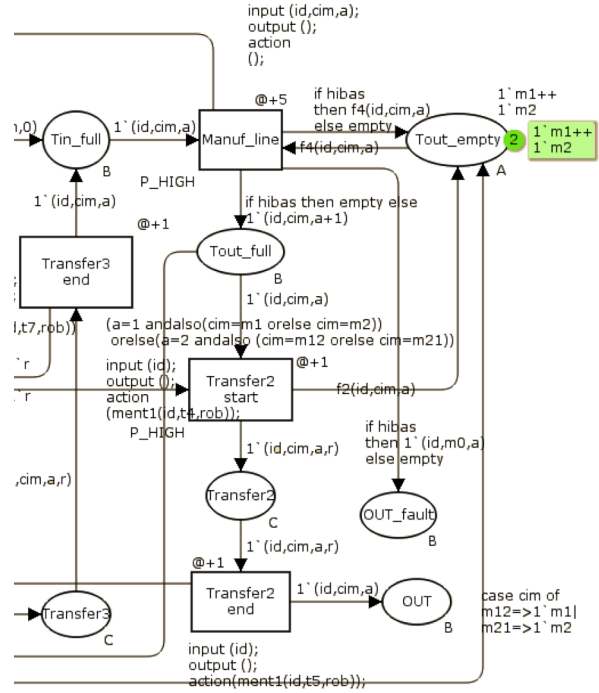 input (id,cim,a);
output ();
action
();
@+5
if hibas
then f4(id,cim,a)
else empty
1`m1++
1`m2
n,0)
Tin_full
B
1`(id,cim,a)
Manuf_line
P_HIGH
f4(id,cim,a)
Tout_empty
A
2
1`m1++
1`m2
1`(id,cim,a)
@+1
Transfer3
end
if hibas then empty else
1`(id,cim,a+1)
Tout_full
B
1`(id,cim,a)
d,t7,rob))
(a=1 andalso(cim=m1 orelse cim=m2))
orelse(a=2 andalso (cim=m12 orelse cim=m21))
`r
`r
input (id);
output ();
action
(ment1(id,t4,rob));
P_HIGH
@+1
Transfer2
start
f2(id,cim,a)
if hibas
then 1`(id,m0,a)
else empty
1`(id,cim,a,r)
,cim,a,r)
Transfer2
C
OUT_fault
B
1`(id,cim,a,r)
@+1
Transfer2
end
1`(id,cim,a)
OUT
B
case cim of
m12=>1`m1|
m21=>1`m2
Transfer3
C
input (id);
output ();
action(ment1(id,t5,rob));